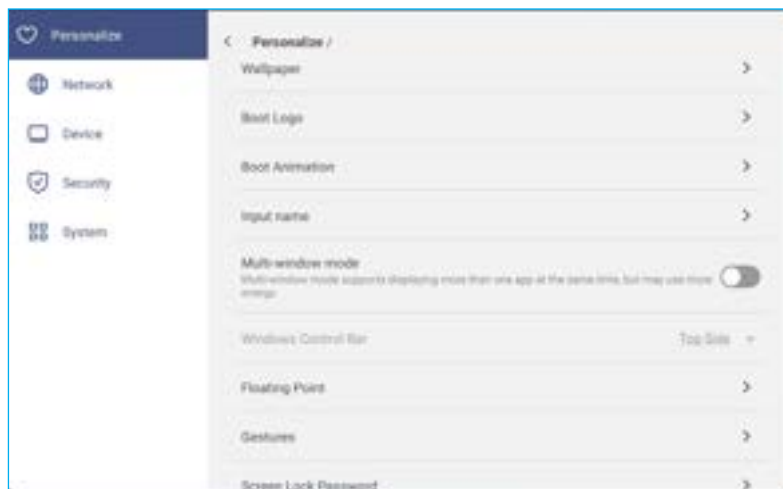 Personalize
Network
Device
Security
System
Personalize /
Wallpaper
Boot Logo
Boot Animation
Input name
Multi-window mode
Multi-window mode supports displaying more than one app at the same time, but may use more
energy
Windows Control Bar
Top Side
Floating Point
Gestures
Screen Lock Password